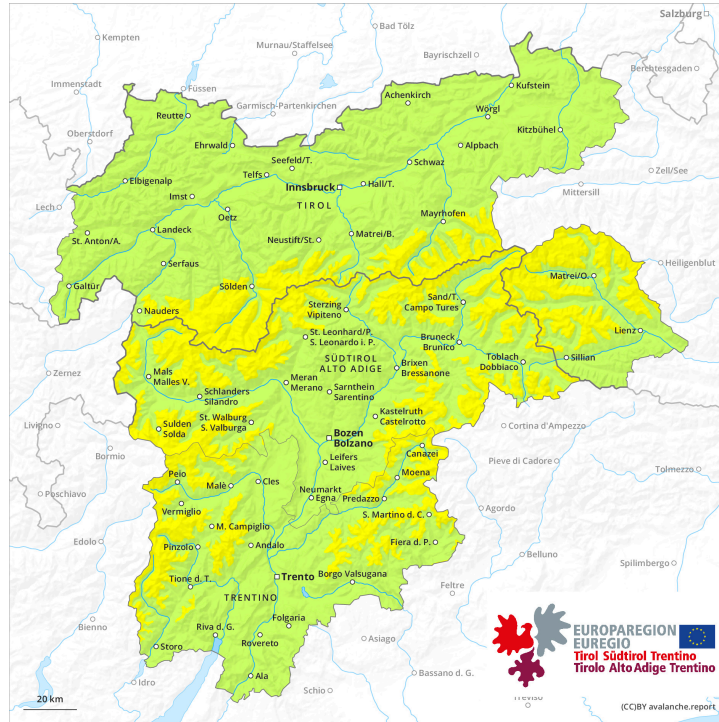 Salzburg
Kempten
Bad Tölz
Murnau/Staffelsee
Bayrischzell
Berchtesgaden
Immenstadt
Füssen
Garmisch-Partenkirchen
Achenkirch
Kufstein
Reutte
Wörgl
Oberstdorf
Ehrwald
Kitzbühel
Alpbach
Seefeld/T.
Schwaz
Zell/See
Elbigenalp
Telfs
Innsbruck
Hall/T.
Mittersill
Imst
Lech
TIROL
Oetz
Mayrhofen
St. Anton/A.
Landeck
Neustift/St.
Matrei/B.
Serfaus
Heiligenblut
Galtür
Sölden
Matrei/O.
Nauders
Sterzing
Vipiteno
Sand/T.
Campo Tures
Lienz
St. Leonhard/P.
S. Leonardo i. P.
Bruneck
Brunico
SÜDTIROL
ALTO ADIGE
Toblach
Dobbiaco
Sillian
Zernez
Mals
Malles V.
Brixen
Bressanone
Meran
Merano
Sarnthein
Sarentino
Schlanders
Silandro
St. Walburg
S. Valburga
Kastelruth
Castelrotto
Livigno
Sulden
Solda
Bozen
Bolzano
Cortina d'Ampezzo
Bormio
Canazei
Leifers
Laives
Pieve di Cadore
Tolmezzo
Peio
Moena
Malè
Cles
Neumarkt
Egna
Predazzo
Poschiavo
Vermiglio
Agordo
S. Martino d. C.
M. Campiglio
Edolo
Pinzolo
Andalo
Fiera d. P.
Belluno
Spilimbergo
Tione d. T.
Trento
Borgo Valsugana
Feltre
TRENTINO
Bienno
Folgaria
Riva d. G.
Storo
Rovereto
Asiago
EUROPAREGION
EUREGIO
Tirol Südtirol Trentino
Tirolo Alto Adige Trentino
Idro
Ala
Schio
Bassano d. G.
Treviso
20 km
(CC)BY avalanche.report